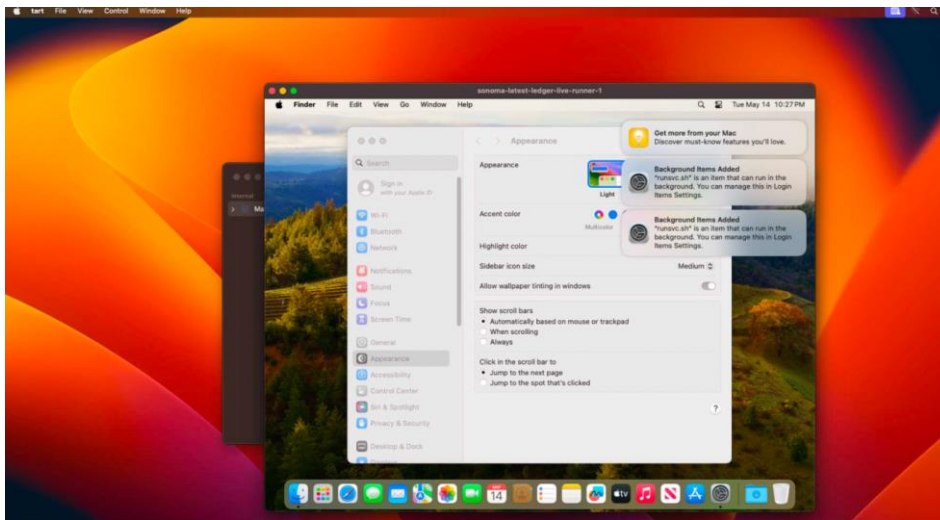 tart File View Control Window Help
sonoma-latest-ledger-live-runner-1
Finder File Edit View Go Window Help
Tue May 14 10:27 PM
Internal
Ma
Search
Sign in
with your Apple ID
Wi-Fi
Bluetooth
Network
Notifications
Sound
Focus
Screen Time
General
Appearance
Accessibility
Control Center
Siri & Spotlight
Privacy & Security
Desktop & Dock
Appearance
Appearance
Light
Accent color
Multicolor
Highlight color
Sidebar icon size
Medium
Allow wallpaper tinting in windows
Show scroll bars
Automatically based on mouse or trackpad
When scrolling
Always
Click in the scroll bar to
Jump to the next page
Jump to the spot that's clicked
?
Get more from your Mac
Discover must-know features you'll love.
Background Items Added
"runsvc.sh" is an item that can run in the
background. You can manage this in Login
Items Settings.
Background Items Added
"runsvc.sh" is an item that can run in the
background. You can manage this in Login
Items Settings.
MAY
14
tv